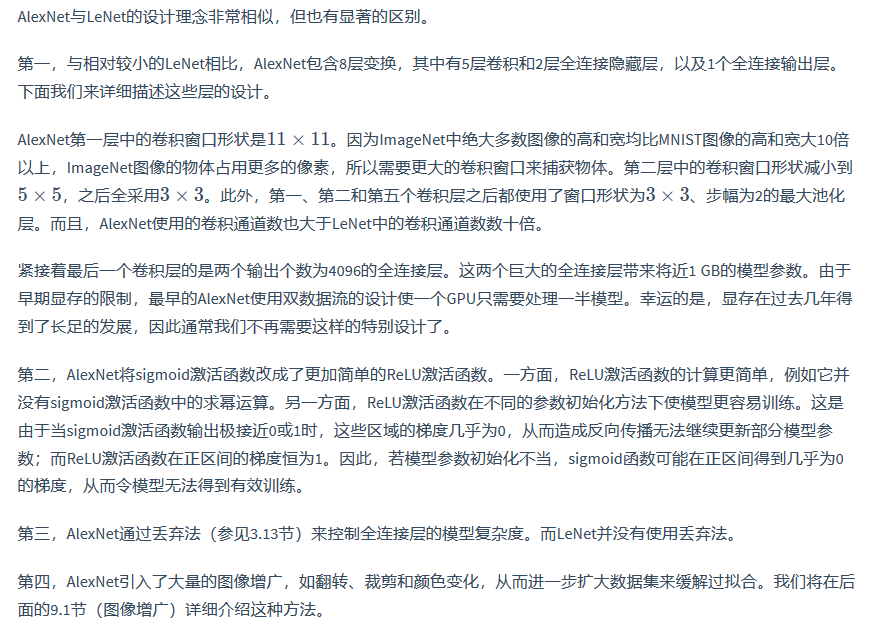 AlexNet与LeNet的设计理念非常相似，但也有显著的区别。
第一，与相对较小的LeNet相比，AlexNet包含8层变换，其中有5层卷积和2层全连接隐藏层，以及1个全连接输出层。
下面我们来详细描述这些层的设计。
AlexNet第一层中的卷积窗口形状是11 × 11。因为ImageNet中绝大多数图像的高和宽均比MNIST图像的高和宽大10倍
以上，ImageNet图像的物体占用更多的像素，所以需要更大的卷积窗口来捕获物体。第二层中的卷积窗口形状减小到
5 × 5，之后全采用3 × 3。此外，第一、第二和第五个卷积层之后都使用了窗口形状为3 × 3、步幅为2的最大池化
层。而且，AlexNet使用的卷积通道数也大于LeNet中的卷积通道数数十倍。
紧接着最后一个卷积层的是两个输出个数为4096的全连接层。这两个巨大的全连接层带来将近1 GB的模型参数。由于
早期显存的限制，最早的AlexNet使用双数据流的设计使一个GPU只需要处理一半模型。幸运的是，显存在过去几年得
到了长足的发展，因此通常我们不再需要这样的特别设计了。
第二，AlexNet将sigmoid激活函数改成了更加简单的ReLU激活函数。一方面，ReLU激活函数的计算更简单，例如它并
没有sigmoid激活函数中的求幂运算。另一方面，ReLU激活函数在不同的参数初始化方法下使模型更容易训练。这是
由于当sigmoid激活函数输出极接近0或1时，这些区域的梯度几乎为0，从而造成反向传播无法继续更新部分模型参
数；而ReLU激活函数在正区间的梯度恒为1。因此，若模型参数初始化不当，sigmoid函数可能在正区间得到几乎为0
的梯度，从而令模型无法得到有效训练。
第三，AlexNet通过丢弃法（参见3.13节）来控制全连接层的模型复杂度。而LeNet并没有使用丢弃法。
第四，AlexNet引入了大量的图像增广，如翻转、裁剪和颜色变化，从而进一步扩大数据集来缓解过拟合。我们将在后
面的9.1节（图像增广）详细介绍这种方法。